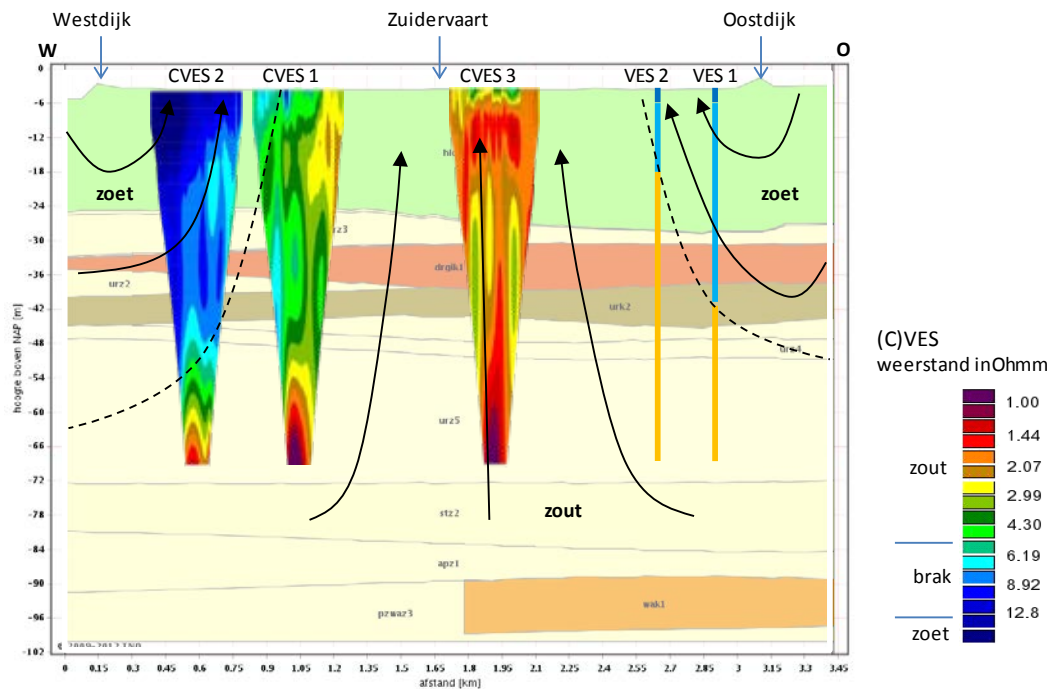 Westdijk Zuidervaart Oostdijk
W O
CVES 2 CVES 1 CVES 3 VES 2 VES 1
hoogte boven NAP [m]
0
-6
-12
-18
-24
-30
-36
-42
-48
-54
-60
-66
-72
-78
-84
-90
-96
-102
zoet zoet
rz3
drgik1
urz2
urk2
urz5
zout
stz2
apz1
pzwaz3
wak1
0 0.15 0.3 0.45 0.6 0.75 0.9 1.05 1.2 1.35 1.5 1.65 1.8 1.95 2.1 2.25 2.4 2.55 2.7 2.85 3 3.15 3.3 3.45
afstand [km]
(C)VES
weerstand inOhmm
1.00
1.44
2.07
2.99
4.30
6.19
8.92
12.8
zout
brak
zoet